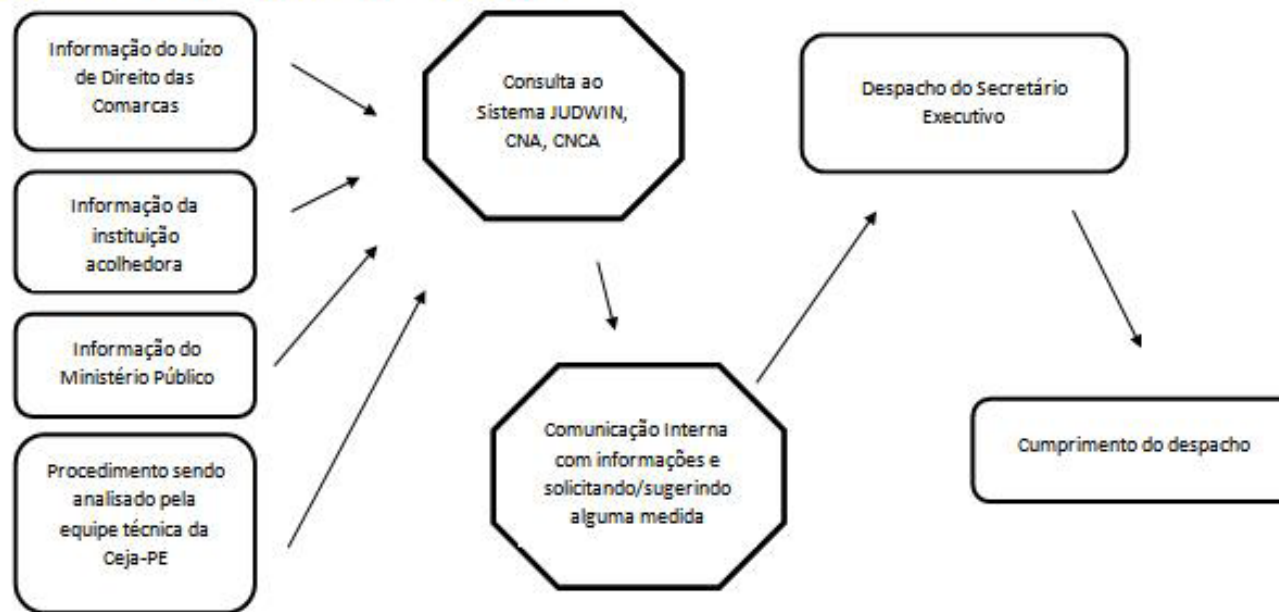 Informação do Juízo
de Direito das
Comarcas
Informação da
instituição
acolhedora
Informação do
Ministério Público
Procedimento sendo
analisado pela
equipe técnica da
Ceja-PE
Consulta ao
Sistema JUDWIN,
CNA, CNCA
Comunicação Interna
com informações e
solicitando/sugerindo
alguma medida
Despacho do Secretário
Executivo
Cumprimento do despacho